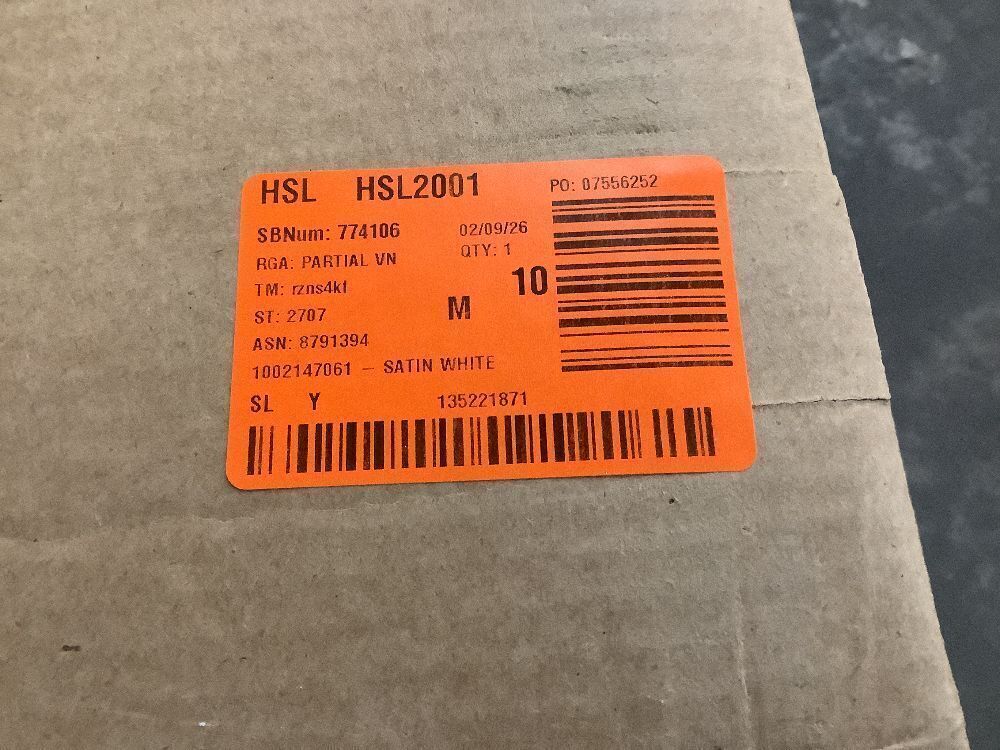 HSL HSL2001 PO: 07556252
SBNum: 774106 02/09/26
RGA: PARTIAL VN QTY: 1
TM: rzns4kf 10
ST: 2707 M
ASN: 8791394
1002147061 – SATIN WHITE
SL Y 135221871